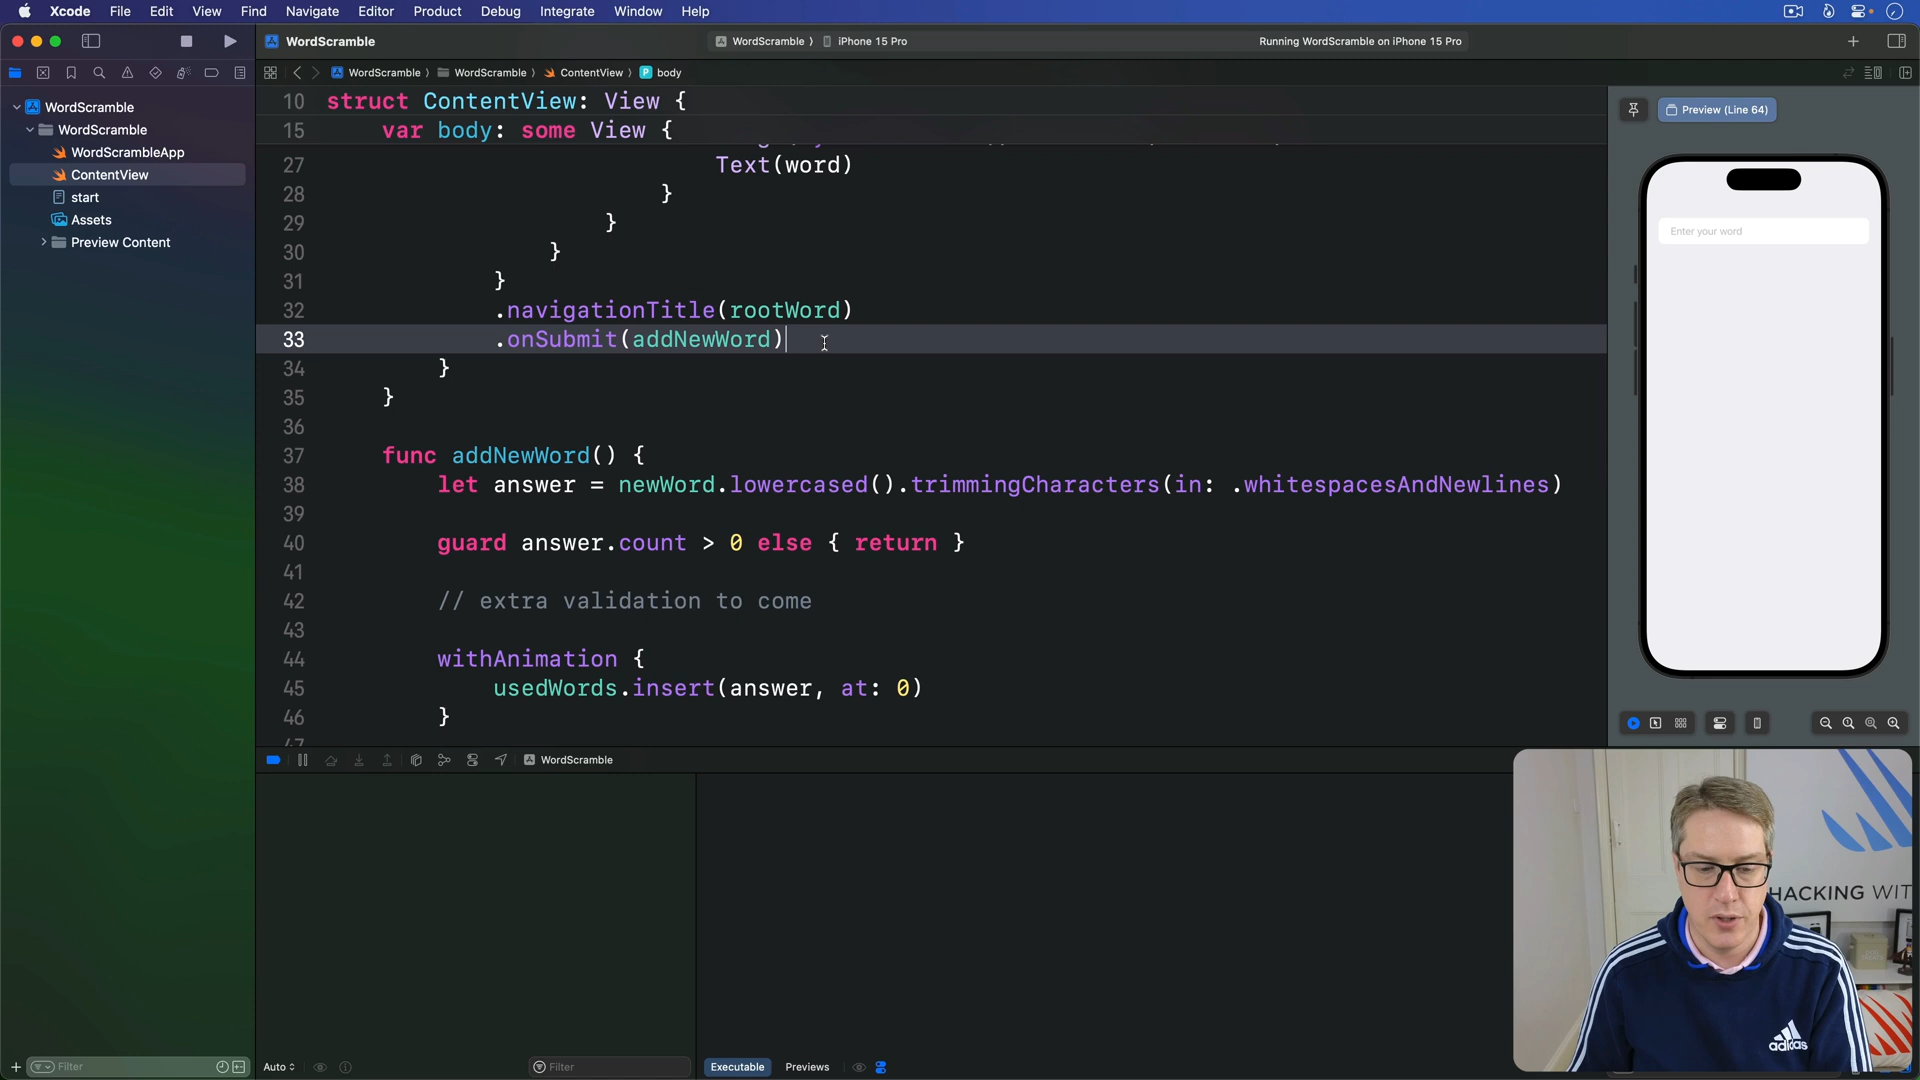 Xcode File Edit View Find Navigate Editor Product Debug Integrate Window Help
WordScramble
WordScramble 〉 iPhone 15 Pro
Running WordScramble on iPhone 15 Pro
WordScramble 〉 WordScramble 〉 ContentView 〉 P body
WordScramble
WordScramble
WordScrambleApp
ContentView
start
Assets
Preview Content
10 struct ContentView: View {
15 var body: some View {
27 Text(word)
28 }
29 }
30 }
31 }
32 .navigationTitle(rootWord)
33 .onSubmit(addNewWord)
34 }
35 }
36
37 func addNewWord() {
38 let answer = newWord.lowercased().trimmingCharacters(in: .whitespacesAndNewlines)
39
40 guard answer.count > 0 else { return }
41
42 // extra validation to come
43
44 withAnimation {
45 usedWords.insert(answer, at: 0)
46 }
47
Preview (Line 64)
Enter your word
WordScramble
HACKING WIT
adidas
Filter
Auto
Filter
Executable Previews